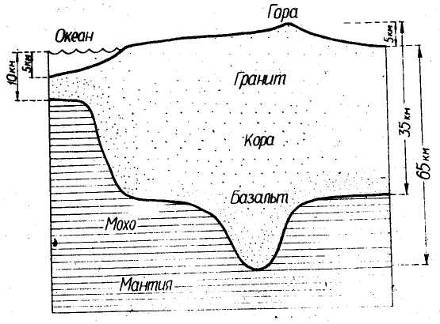 Гора
Океан
5км
10км
5км
Гранит
35км
65км
Кора
Базальт
Мохо
Мантия